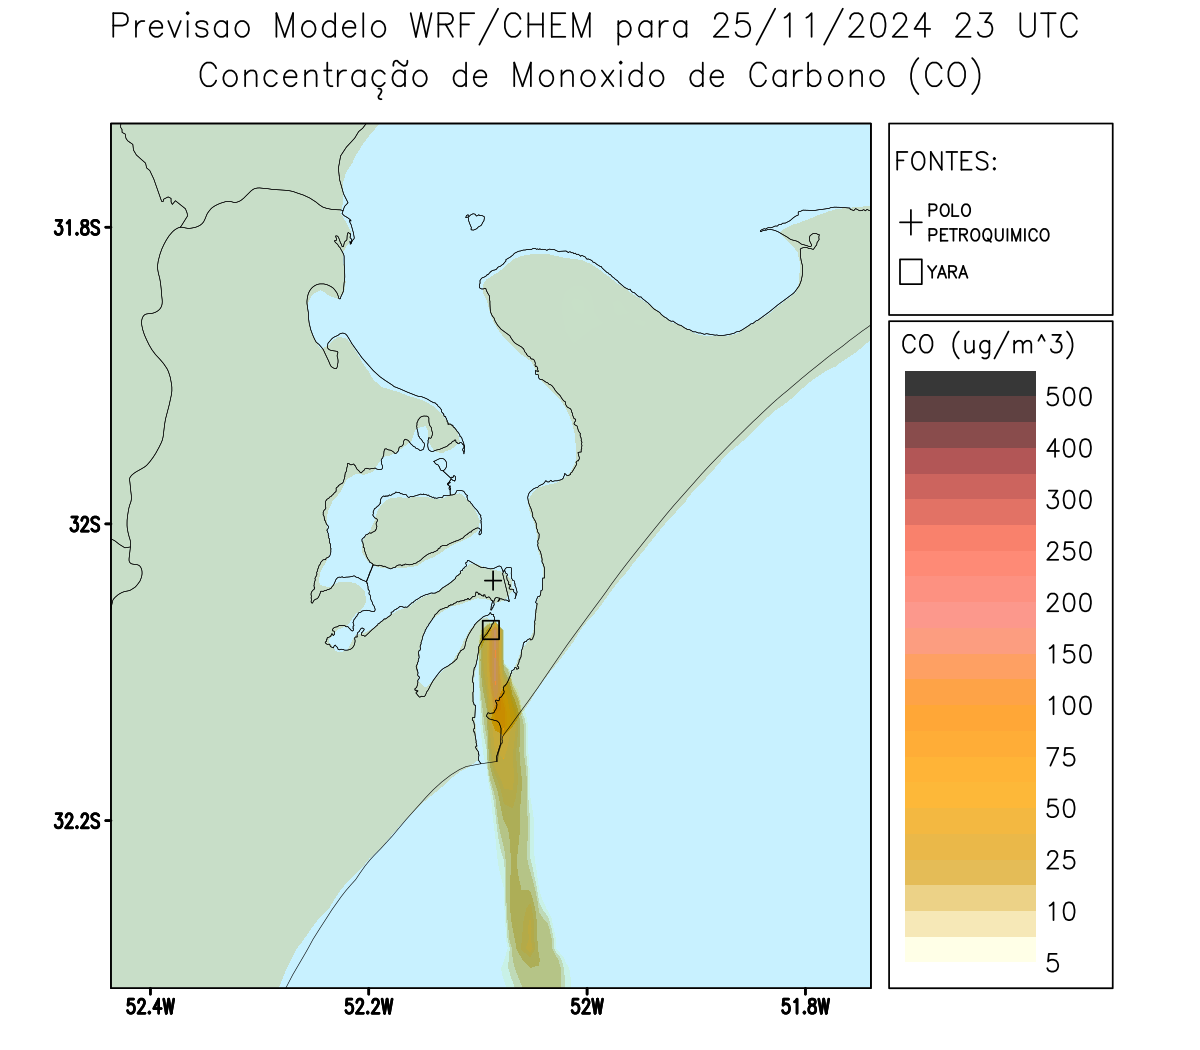 Previsao Modelo WRF/CHEM para 25/11/2024 23 UTC
Concentração de Monoxido de Carbono (CO)
FONTES:
POLO
PETROQUIMICO
YARA
CO (ug/m^3)
500
400
300
250
200
150
100
75
50
25
10
5
31.8S
32S
32.2S
52.4W
52.2W
52W
51.8W